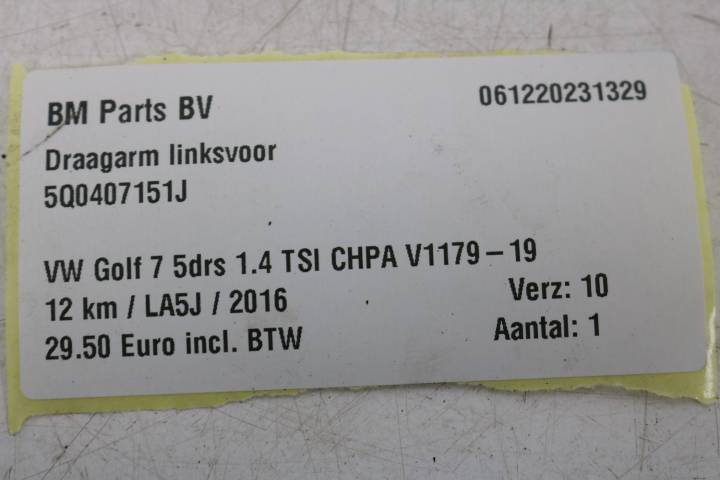 BM Parts BV 061220231329
Draagarm linksvoor
5Q0407151J
VW Golf 7 5drs 1.4 TSI CHPA V1179 – 19
12 km / LA5J / 2016 Verz: 10
29.50 Euro incl. BTW Aantal: 1